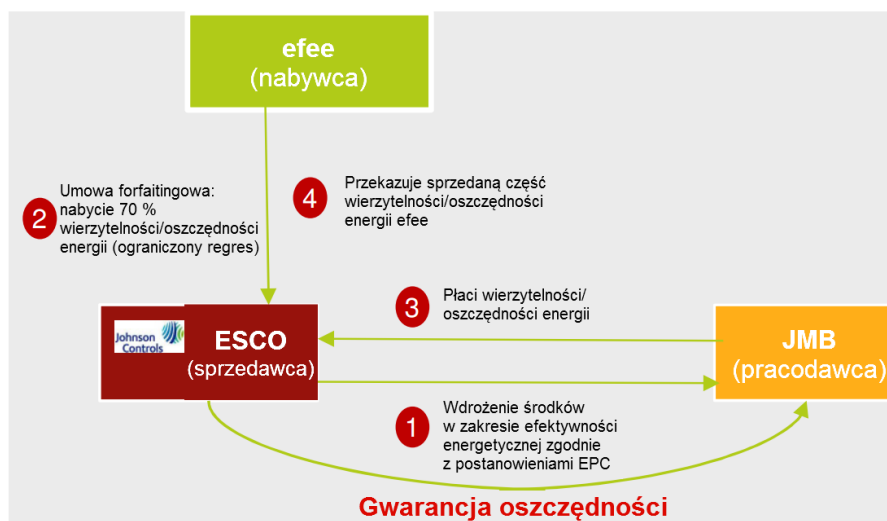 efee
(nabywca)
2
Umowa forfaitingowa:
nabycie 70 %
wierzytelności/oszczędności
energii (ograniczony regres)
4
Przekazuje sprzedaną część
wierzytelności/oszczędności
energii efee
3
Płaci wierzytelności/
oszczędności energii
Johnson
Controls
ESCO
(sprzedawca)
JMB
(pracodawca)
1
Wdrożenie środków
w zakresie efektywności
energetycznej zgodnie
z postanowieniami EPC
Gwarancja oszczędności